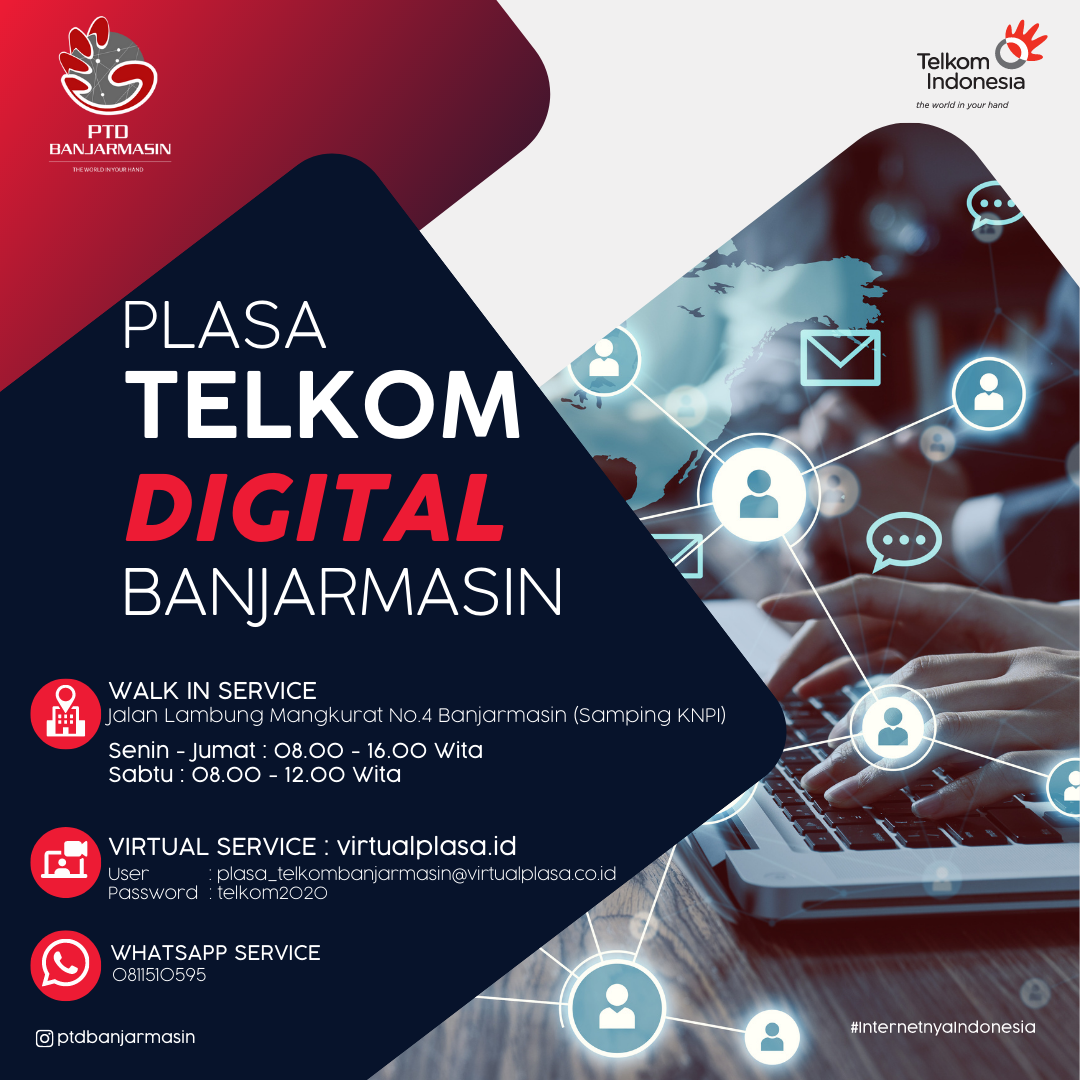 PTD
BANJARMASIN
THE WORLD IN YOUR HAND
Telkom
Indonesia
the world in your hand
PLASA
TELKOM
DIGITAL
BANJARMASIN
WALK IN SERVICE
Jalan Lambung Mangkurat No.4 Banjarmasin (Samping KNPI)
Senin - Jumat : 08.00 - 16.00 Wita
Sabtu : 08.00 - 12.00 Wita
VIRTUAL SERVICE : virtualplasa.id
User : plasa_telkombanjarmasin@virtualplasa.co.id
Password : telkom2020
WHATSAPP SERVICE
0811510595
ptdbanjarmasin
#InternetnyaIndonesia